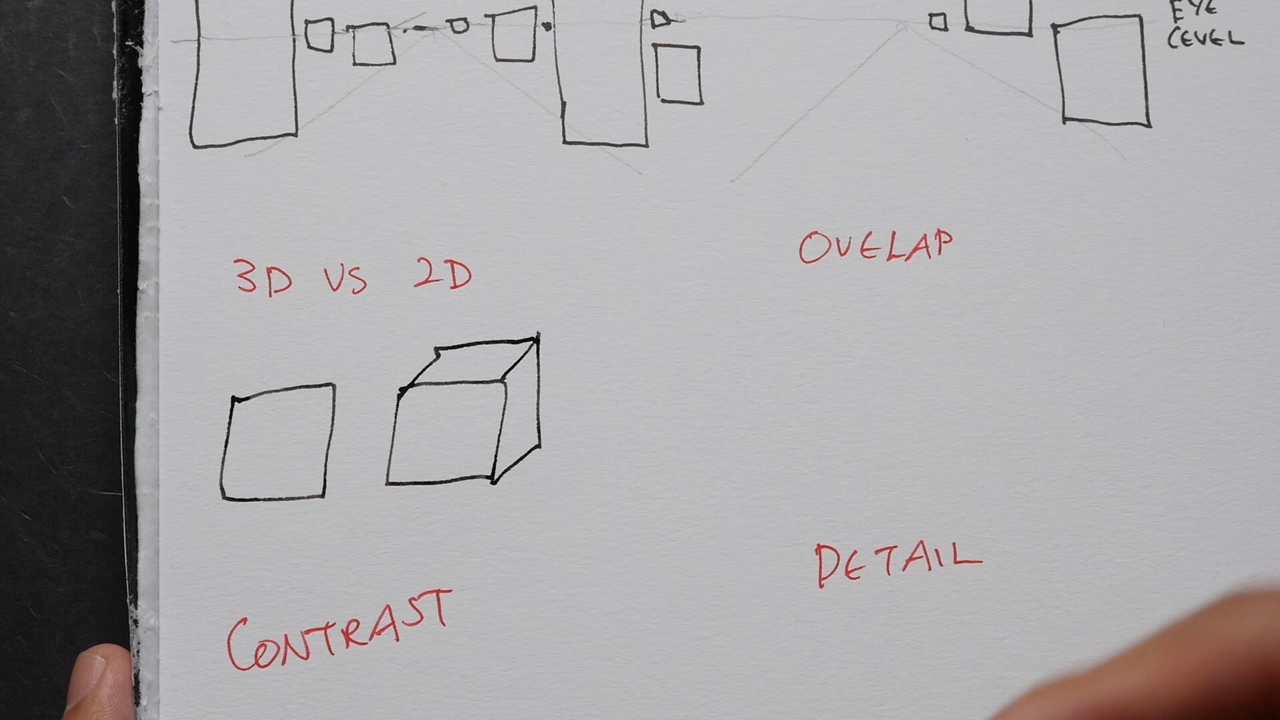 EYE
LEVEL
OVELAP
3D VS 2D
DETAIL
CONTRAST